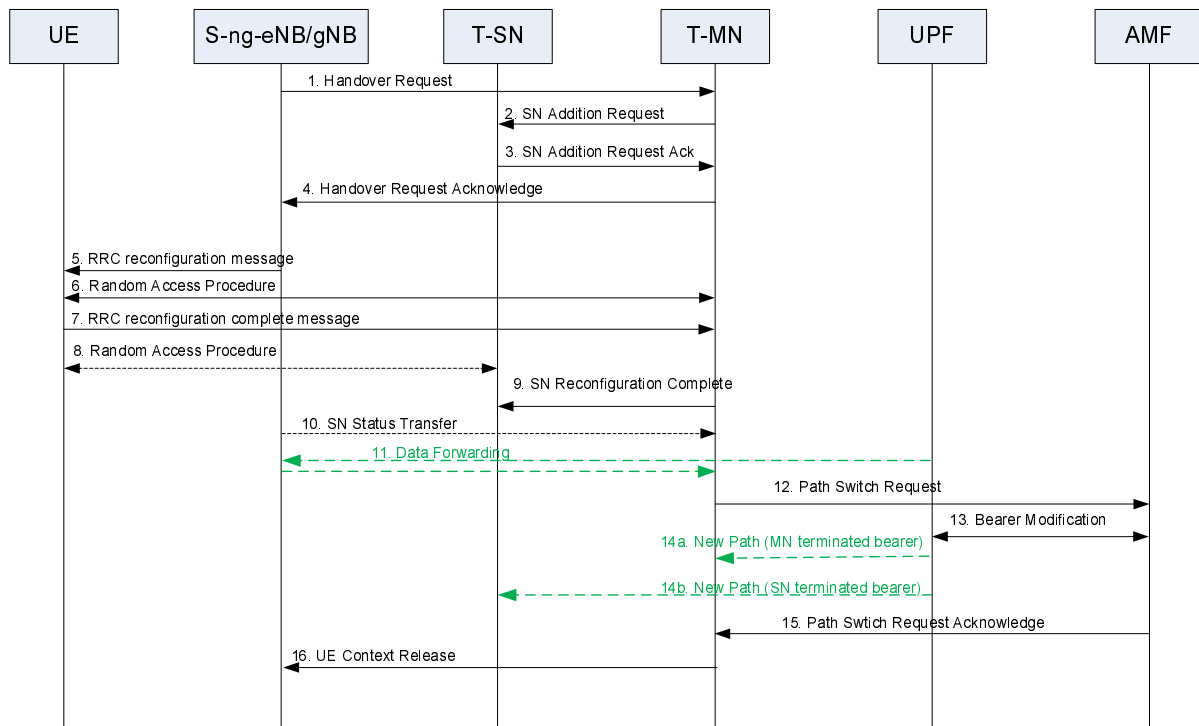 UE
S-ng-eNB/gNB
T-SN
T-MN
UPF
AMF
1. Handover Request
2. SN Addition Request
3. SN Addition Request Ack
4. Handover Request Acknowledge
5. RRC reconfiguration message
6. Random Access Procedure
7. RRC reconfiguration complete message
8. Random Access Procedure
9. SN Reconfiguration Complete
10. SN Status Transfer
11. Data Forwarding
12. Path Switch Request
13. Bearer Modification
14a. New Path (MN terminated bearer)
14b. New Path (SN terminated bearer)
15. Path Swtich Request Acknowledge
16. UE Context Release